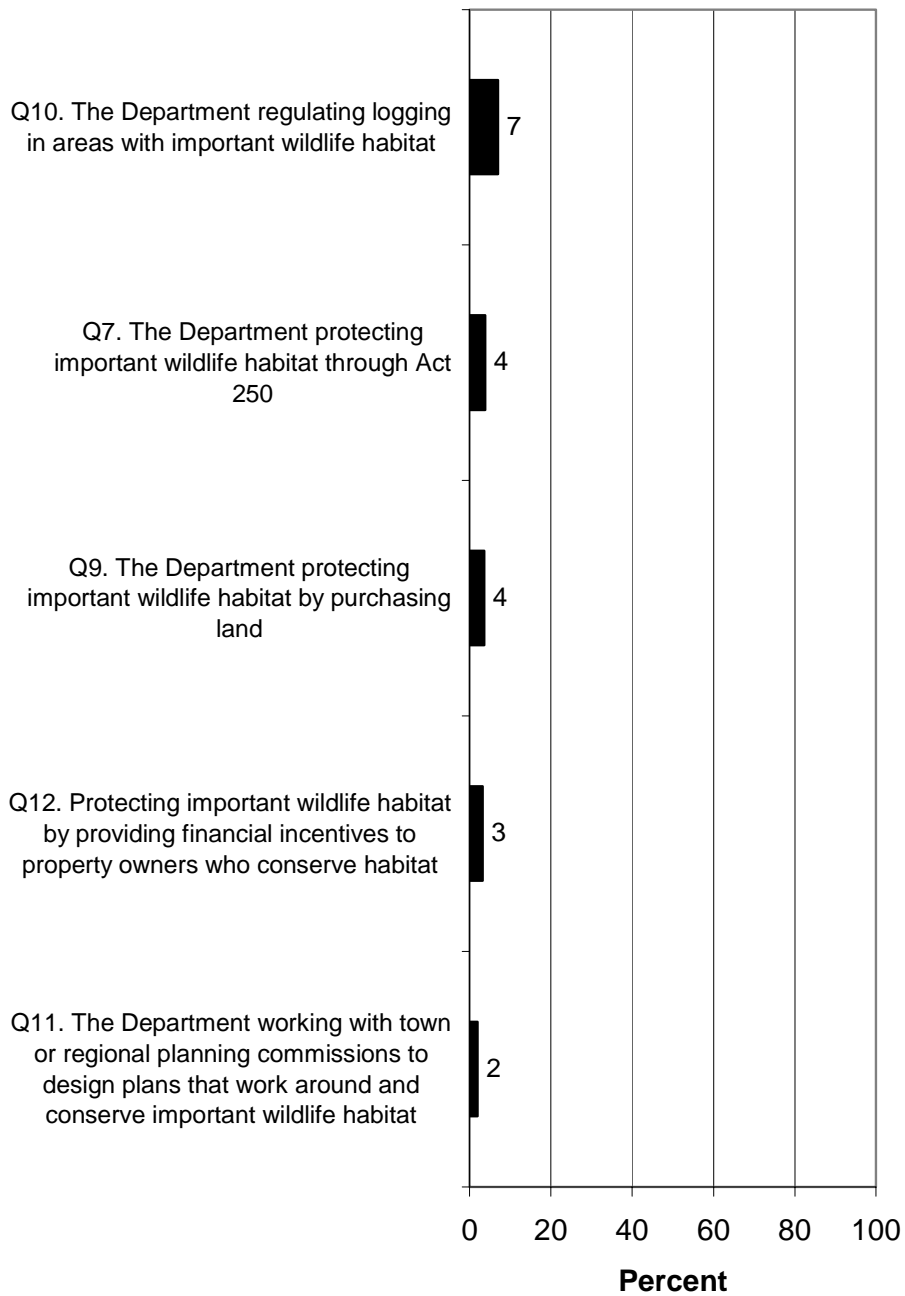 Q10. The Department regulating logging
in areas with important wildlife habitat
7
Q7. The Department protecting
important wildlife habitat through Act
250
4
Q9. The Department protecting
important wildlife habitat by purchasing
land
4
Q12. Protecting important wildlife habitat
by providing financial incentives to
property owners who conserve habitat
3
Q11. The Department working with town
or regional planning commissions to
design plans that work around and
conserve important wildlife habitat
2
0 20 40 60 80 100
Percent